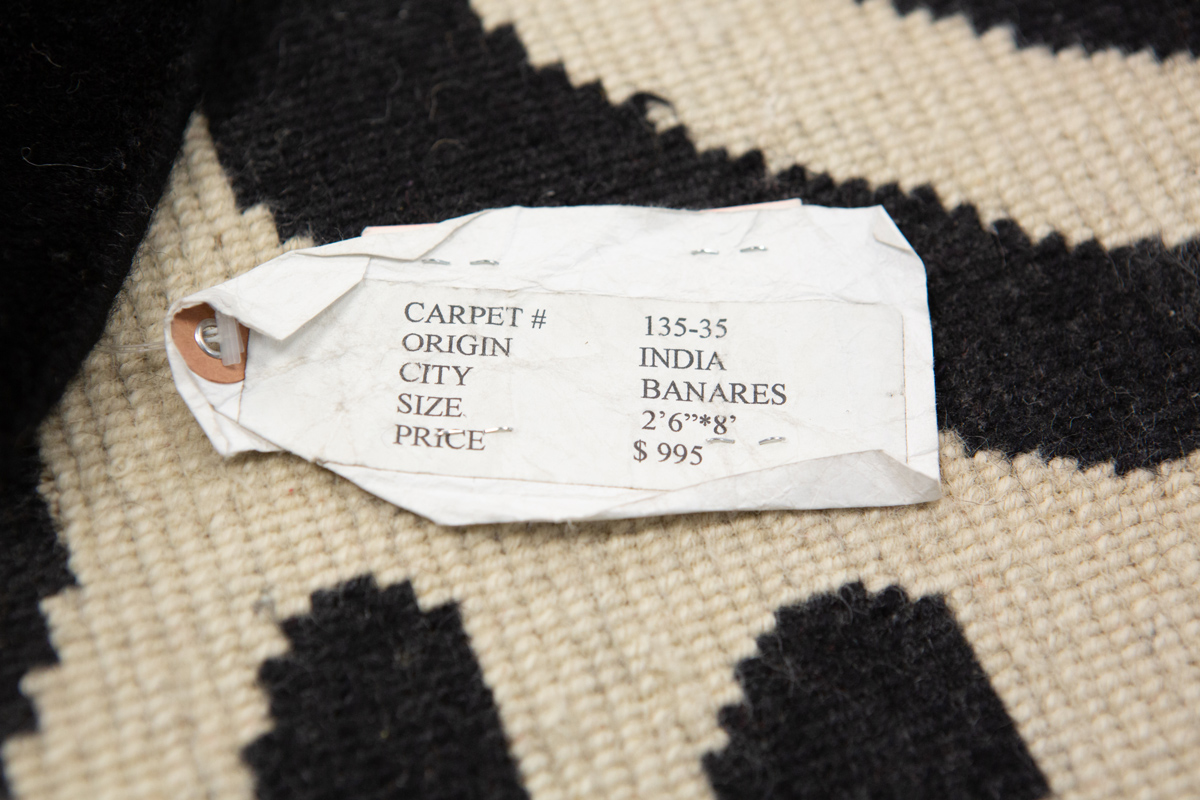 CARPET # 135-35
ORIGIN INDIA
CITY BANARES
SIZE 2’6”*8’
PRICE $ 995